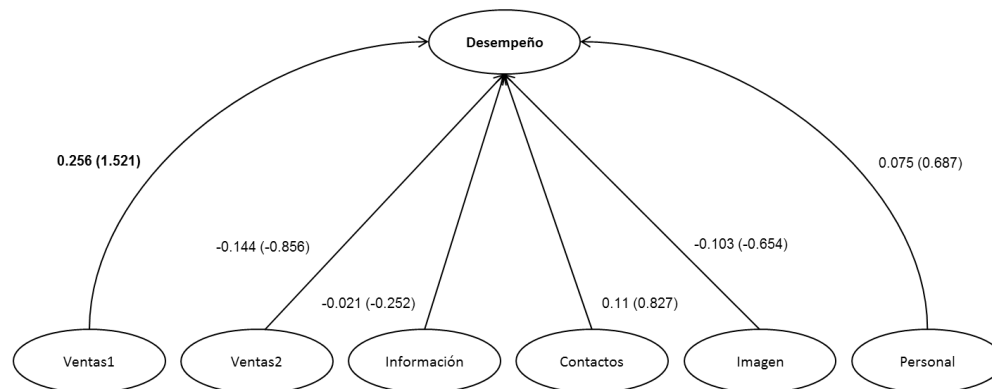 Desempeño
0.256 (1.521)
0.075 (0.687)
-0.144 (-0.856)
-0.103 (-0.654)
-0.021 (-0.252)
0.11 (0.827)
Ventas1
Ventas2
Información
Contactos
Imagen
Personal